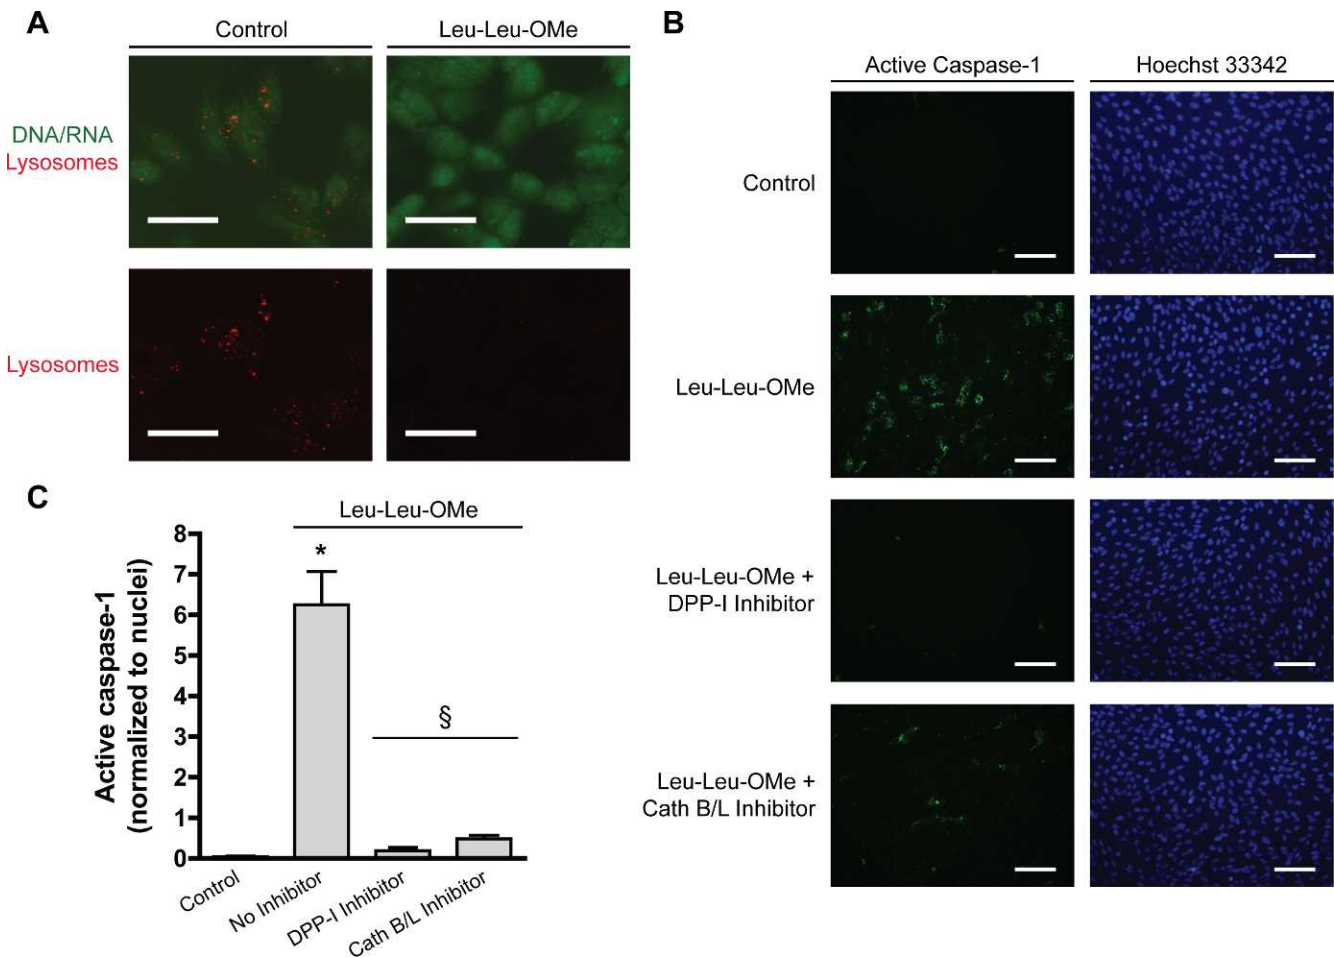 A
Control
Leu-Leu-OMe
DNA/RNA
Lysosomes
Lysosomes
B
Active Caspase-1
Hoechst 33342
Control
Leu-Leu-OMe
Leu-Leu-OMe +
DPP-I Inhibitor
Leu-Leu-OMe +
Cath B/L Inhibitor
C
Leu-Leu-OMe
Active caspase-1
(normalized to nuclei)
8
7
6
5
4
3
2
1
0
*
§
Control
No Inhibitor
DPP-I Inhibitor
Cath B/L Inhibitor